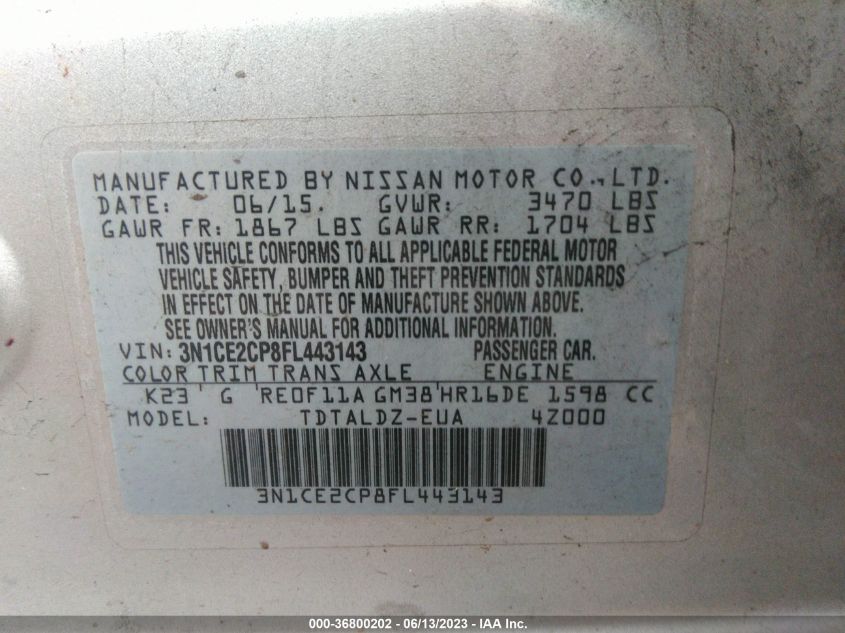 MANUFACTURED BY NISSAN MOTOR CO., LTD.
DATE: 06/15. GVWR: 3470 LBS
GAWR FR: 1867 LBS GAWR RR: 1704 LBS
THIS VEHICLE CONFORMS TO ALL APPLICABLE FEDERAL MOTOR
VEHICLE SAFETY, BUMPER AND THEFT PREVENTION STANDARDS
IN EFFECT ON THE DATE OF MANUFACTURE SHOWN ABOVE.
SEE OWNER'S MANUAL FOR ADDITIONAL INFORMATION.
VIN: 3N1CE2CP8FL443143 PASSENGER CAR.
COLOR TRIM TRANS AXLE ENGINE
K23 G RE0F11A GM38 HR16DE 1598 CC
MODEL: TDTALDZ-EUA 4Z000
3N1CE2CP8FL443143
000-36800202 - 06/13/2023 - IAA Inc.